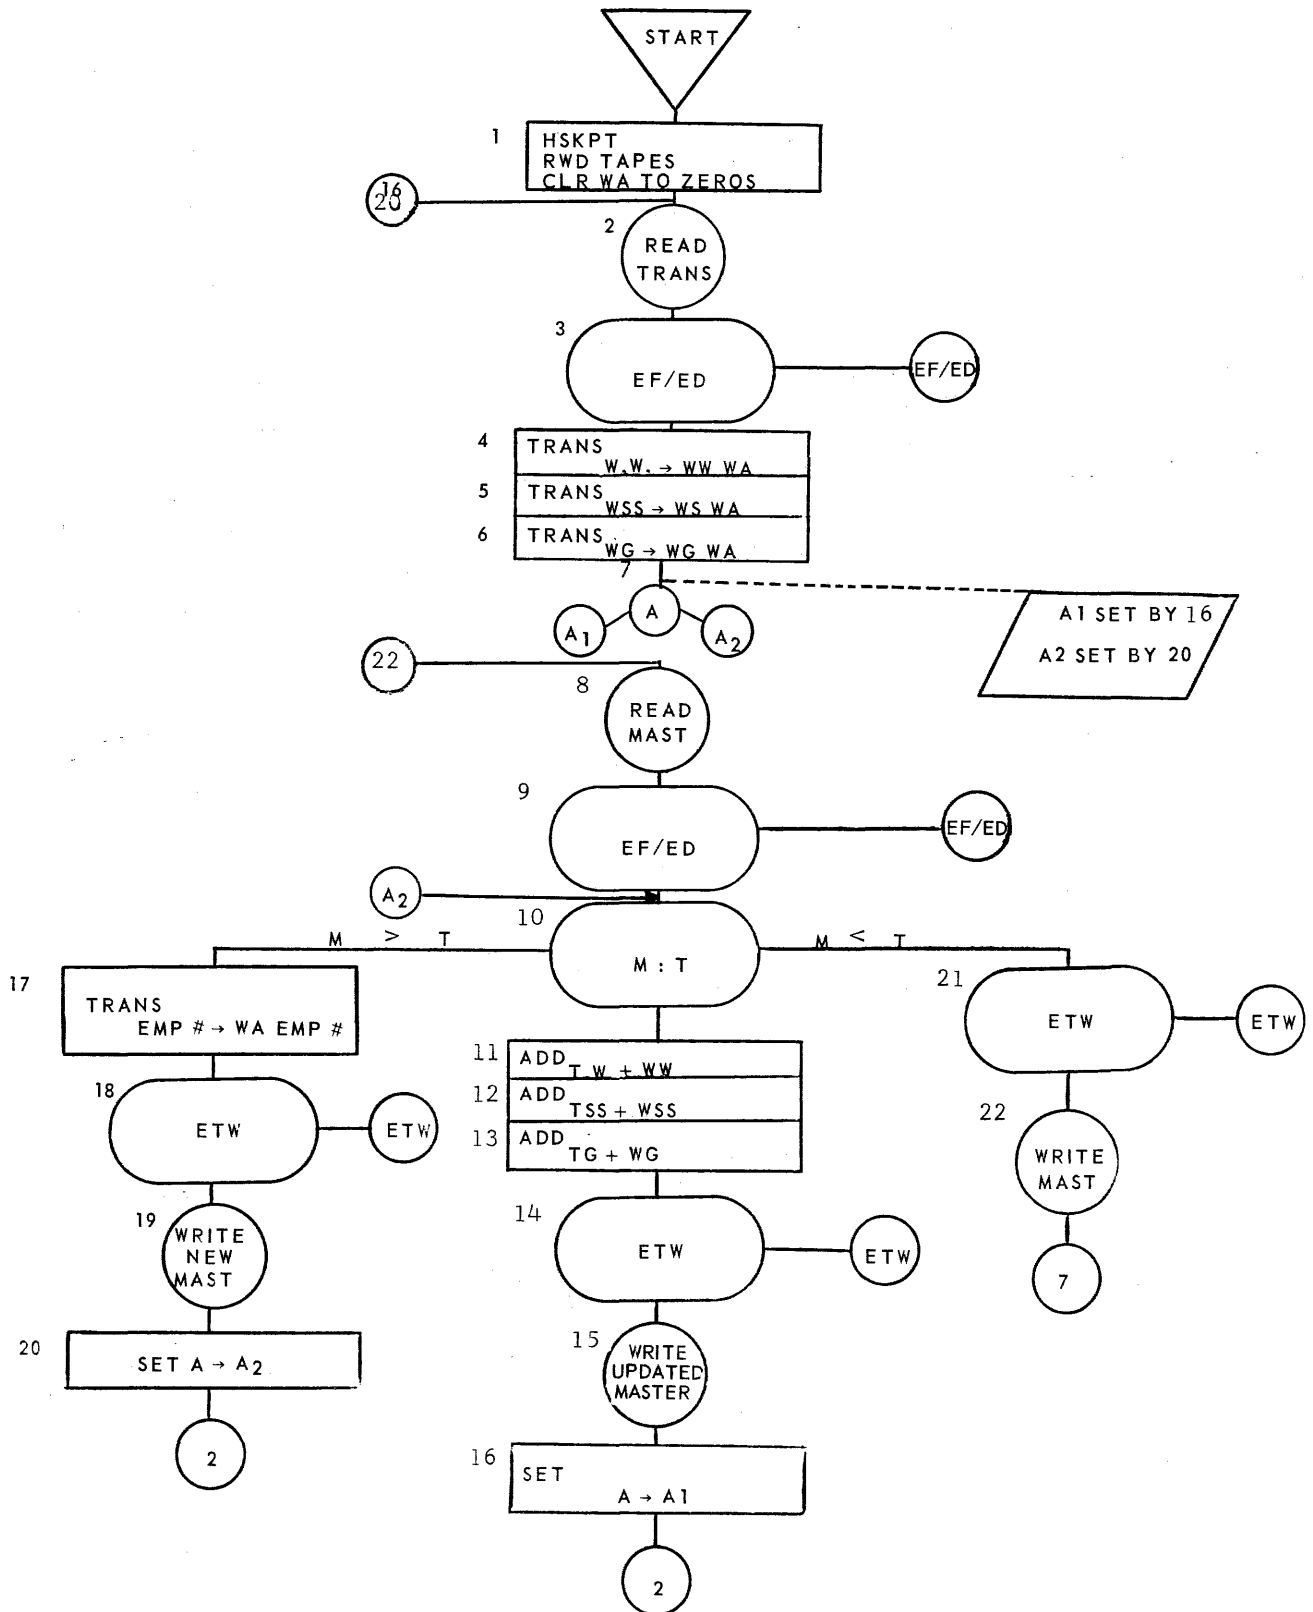 START
1
HSKPT
RWD TAPES
CLR WA TO ZEROS
16
20
2
READ
TRANS
3
EF/ED
EF/ED
4
TRANS
W.W. → WW WA
5
TRANS
WSS → WS WA
6
TRANS
WG → WG WA
7
A
A1
A2
A1 SET BY 16
A2 SET BY 20
22
8
READ
MAST
9
EF/ED
EF/ED
A2
10
M > T
M < T
M : T
17
TRANS
EMP # → WA EMP #
21
ETW
ETW
11
ADD
T W + WW
12
ADD
TSS + WSS
13
ADD
TG + WG
18
ETW
ETW
22
WRITE
MAST
14
ETW
ETW
19
WRITE
NEW
MAST
7
15
WRITE
UPDATED
MASTER
20
SET A → A2
2
16
SET
A → A1
2